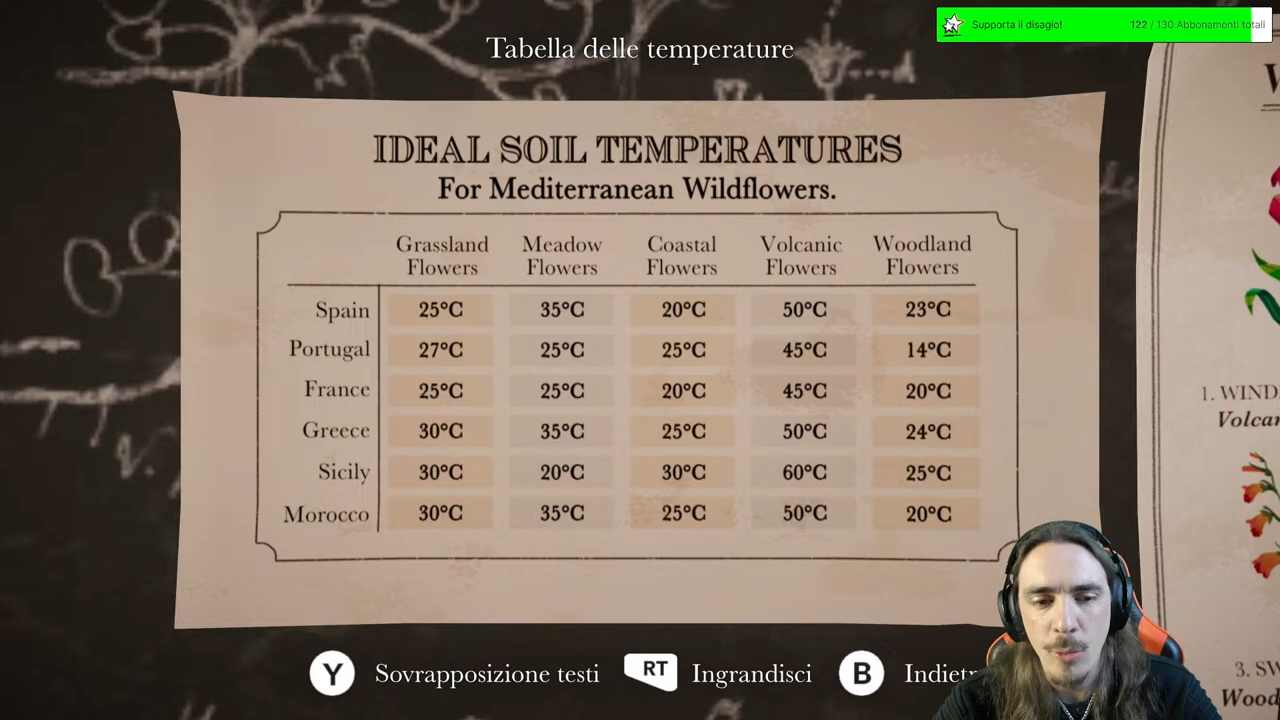 Supporta il disagio! 122 / 130 Abbonamenti totali
Tabella delle temperature
IDEAL SOIL TEMPERATURES
For Mediterranean Wildflowers.
Grassland Flowers Meadow Flowers Coastal Flowers Volcanic Flowers Woodland Flowers
Spain 25°C 35°C 20°C 50°C 23°C
Portugal 27°C 25°C 25°C 45°C 14°C
France 25°C 25°C 20°C 45°C 20°C
Greece 30°C 35°C 25°C 50°C 24°C
Sicily 30°C 20°C 30°C 60°C 25°C
Morocco 30°C 35°C 25°C 50°C 20°C
1. WIND
Volcan
3. SW
Wood
Y Sovrapposizione testi RT Ingrandisci B Indietr